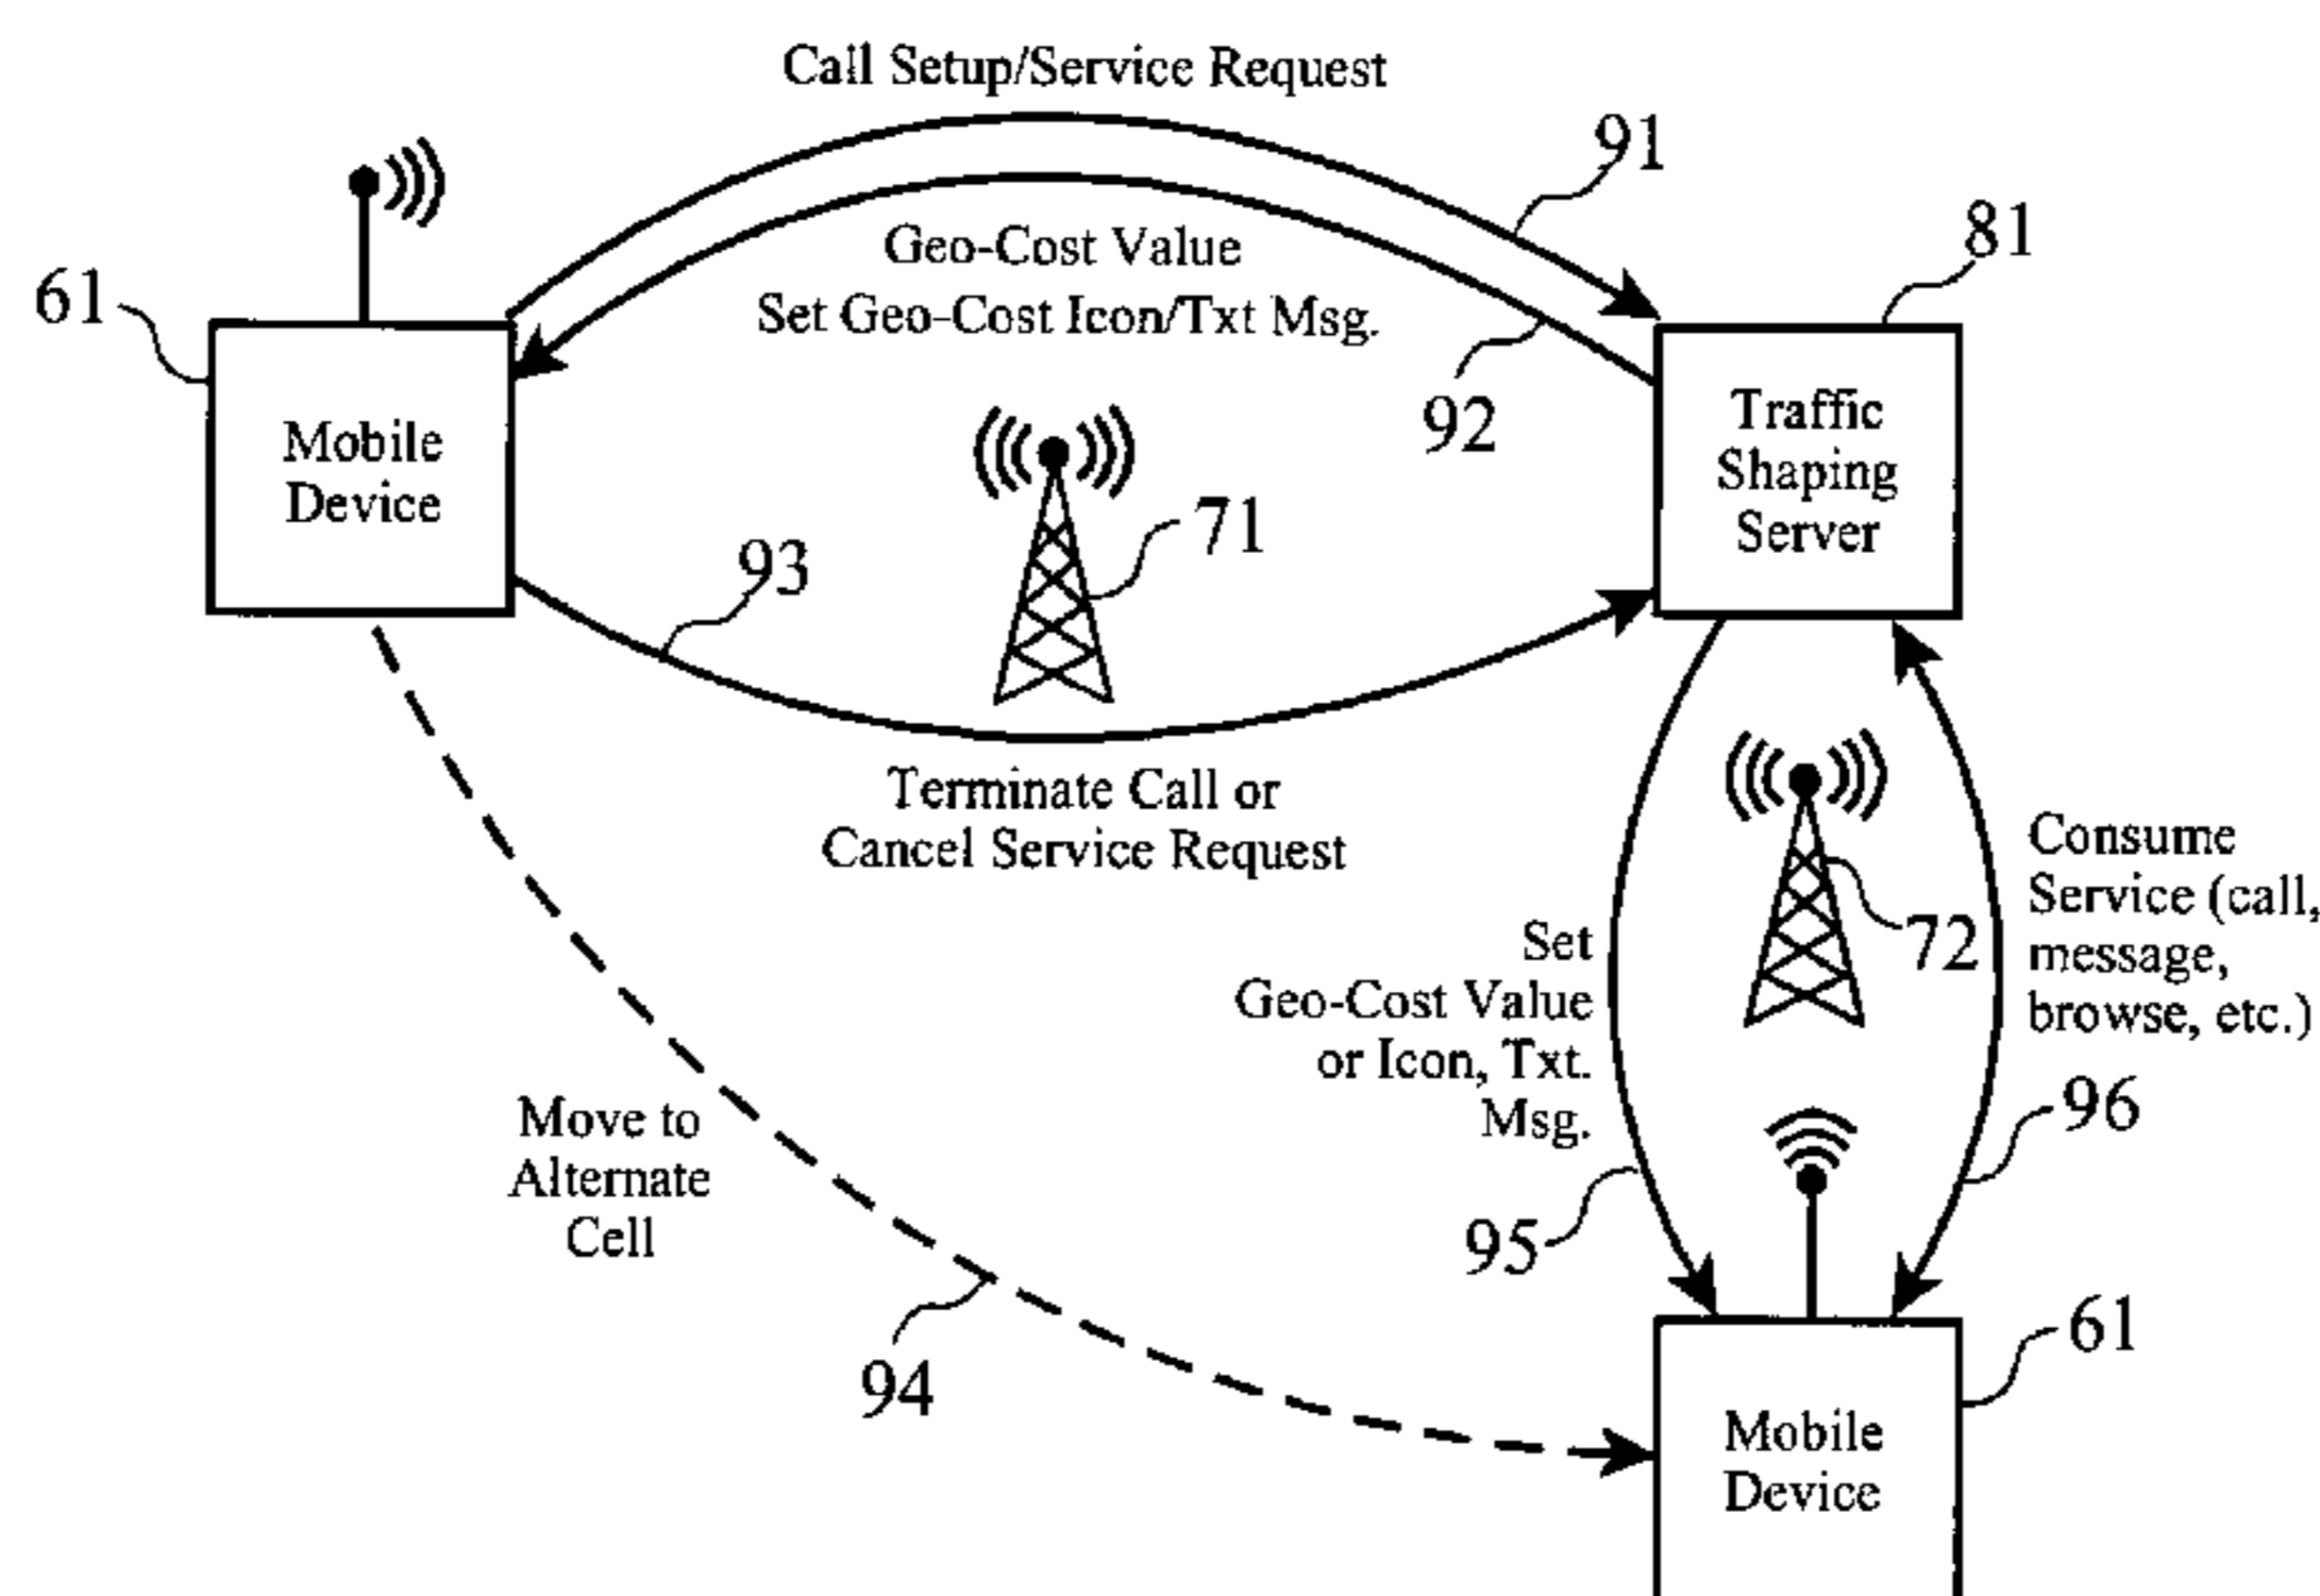 Call Setup/Service Request
91
Geo-Cost Value
Set Geo-Cost Icon/Txt Msg.
92
81
61
Mobile
Device
Traffic
Shaping
Server
71
93
Terminate Call or
Cancel Service Request
72
Consume
Service (call,
message,
browse, etc.)
Set
Geo-Cost Value
or Icon, Txt.
Msg.
96
95
Move to
Alternate
Cell
94
61
Mobile
Device